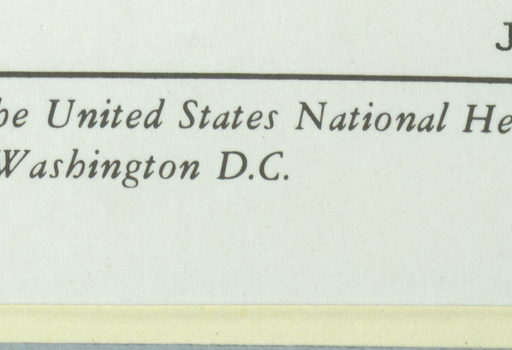 J
he United States National He
Washington D.C.